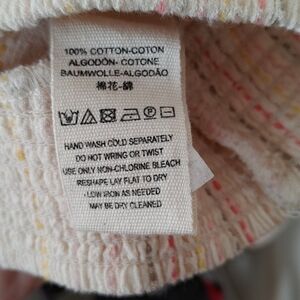 100% COTTON-COTON
ALGODÓN- COTONE
BAUMWOLLE-ALGODÃO
棉花-綿
HAND WASH COLD SEPARATELY
DO NOT WRING OR TWIST
USE ONLY NON-CHLORINE BLEACH
RESHAPE LAY FLAT TO DRY
LOW IRON AS NEEDED
MAY BE DRY CLEANED